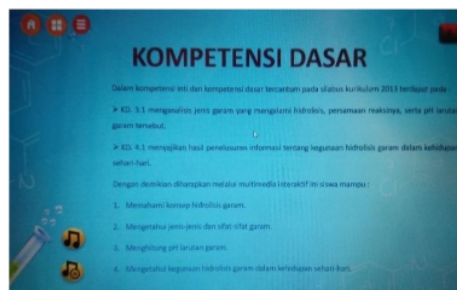 KOMPETENSI DASAR
Dalam kompetensi inti dan kompetensi dasar tercantum pada silabus kurikulum 2013 terdapat pada
➢ KD. 3.1 menganalisis jenis garam yang mengalami hidrolisis, persamaan reaksinya, serta pH larutan
garam tersebut.
➢ KD. 4.1 menyajikan hasil penelusuran informasi tentang kegunaan hidrolisis garam dalam kehidupan
sehari-hari.
Dengan demikian diharapkan melalui multimedia interaktif ini siswa mampu :
1. Memahami konsep hidrolisis garam.
2. Mengetahui jenis-jenis dan sifat-sifat garam.
3. Menghitung pH larutan garam.
4. Mengetahui kegunaan hidrolisis garam dalam kehidupan sehari-hari.